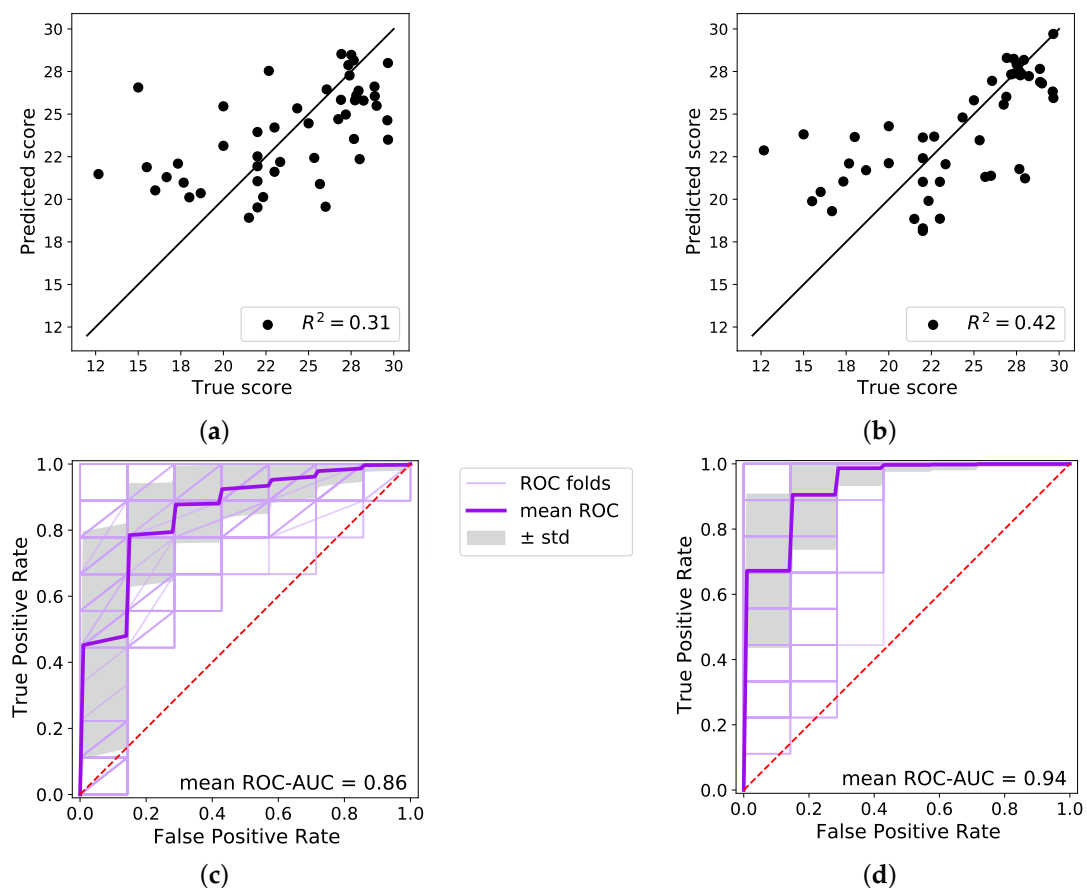 30
28
25
22
20
18
15
12
Predicted score
R² = 0.31
12 15 18 20 22 25 28 30
True score
(a)
30
28
25
22
20
18
15
12
Predicted score
R² = 0.42
12 15 18 20 22 25 28 30
True score
(b)
1.0
0.8
0.6
0.4
0.2
0.0
True Positive Rate
mean ROC-AUC = 0.86
0.0 0.2 0.4 0.6 0.8 1.0
False Positive Rate
(c)
ROC folds
mean ROC
± std
1.0
0.8
0.6
0.4
0.2
0.0
True Positive Rate
mean ROC-AUC = 0.94
0.0 0.2 0.4 0.6 0.8 1.0
False Positive Rate
(d)